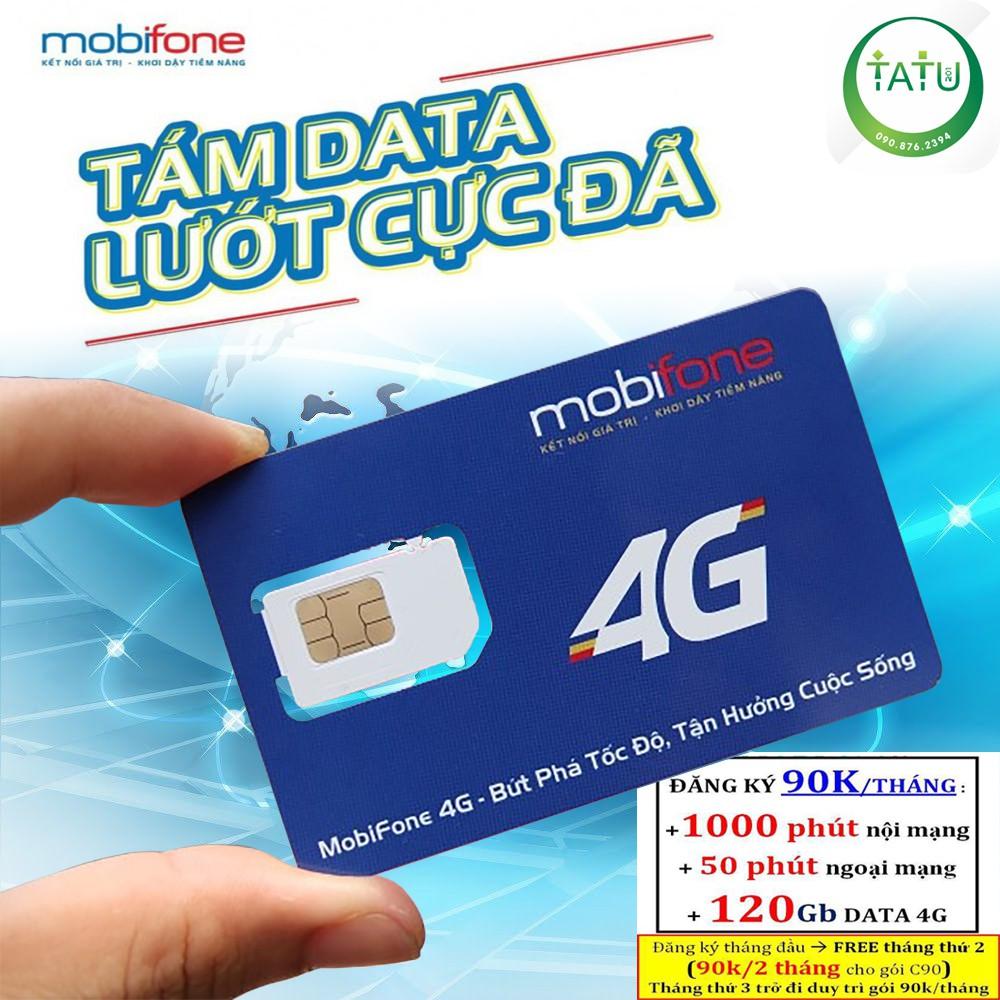 mobifone
KẾT NỐI GIÁ TRỊ - KHƠI DẬY TIỀM NĂNG
TATU
201
090.876.2394
TÁM DATA
LƯỚT CỰC ĐÃ
mobifone
KẾT NỐI GIÁ TRỊ - KHƠI DẬY TIỀM NĂNG
4G
MobiFone 4G - Bứt Phá Tốc Độ, Tận Hưởng Cuộc Sống
ĐĂNG KÝ 90K/THÁNG :
+ 1000 phút nội mạng
+ 50 phút ngoại mạng
+ 120Gb DATA 4G
Đăng ký tháng đầu → FREE tháng thứ 2
(90k/2 tháng cho gói C90)
Tháng thứ 3 trở đi duy trì gói 90k/tháng